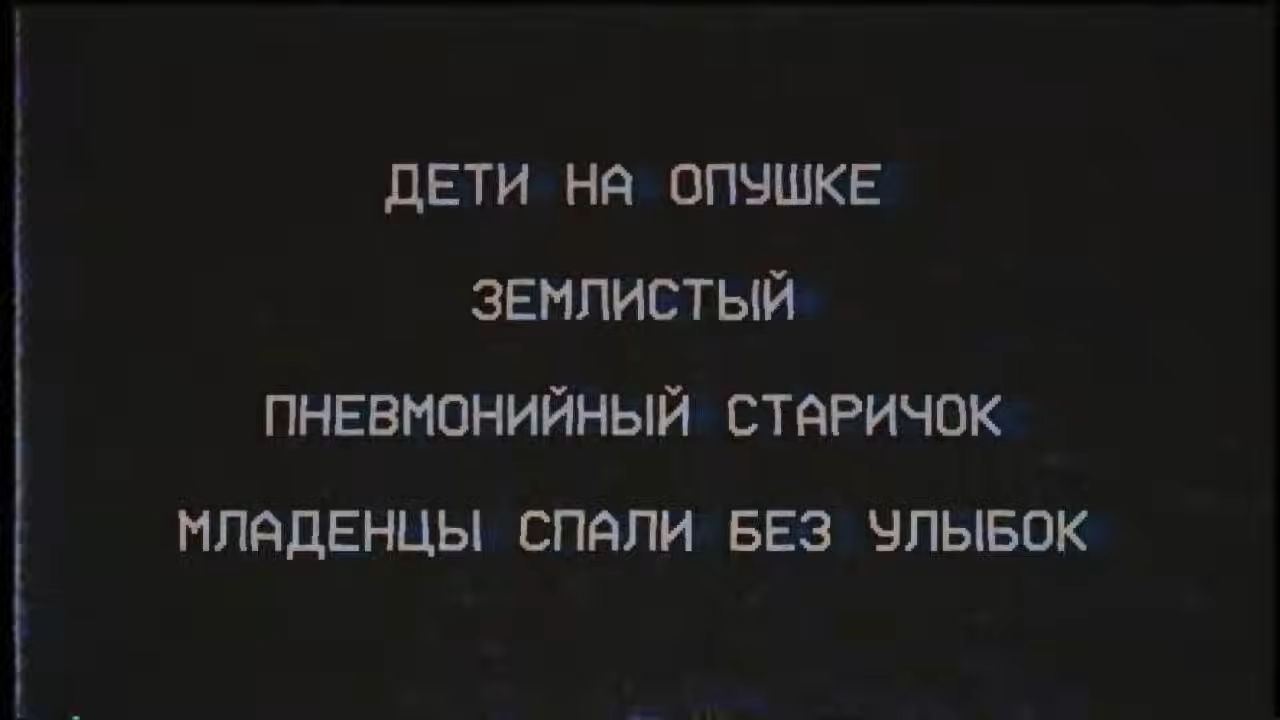 ДЕТИ НА ОПУШКЕ
ЗЕМЛИСТЫЙ
ПНЕВМОНИЙНЫЙ СТАРИЧОК
МЛАДЕНЦЫ СПАЛИ БЕЗ УЛЫБОК